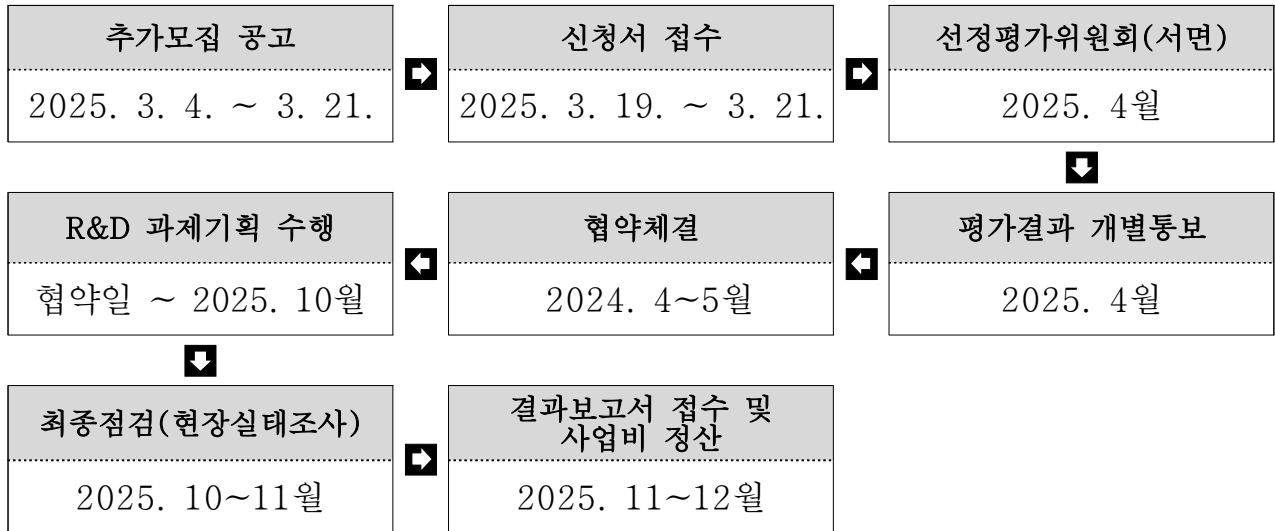 추가모집 공고
2025. 3. 4. ~ 3. 21.
신청서 접수
2025. 3. 19. ~ 3. 21.
선정평가위원회(서면)
2025. 4월
평가결과 개별통보
2025. 4월
협약체결
2024. 4~5월
R&D 과제기획 수행
협약일 ~ 2025. 10월
최종점검(현장실태조사)
2025. 10~11월
결과보고서 접수 및
사업비 정산
2025. 11~12월